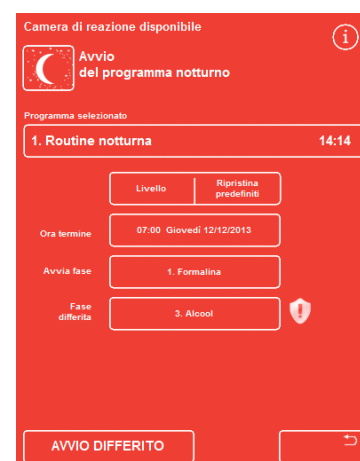 Camera di reazione disponibile
Avvio
del programma notturno
Programma selezionato
1. Routine notturna 14:14
Livello
Ripristina
predefiniti
Ora termine
07:00 Giovedì 12/12/2013
Avvia fase
1. Formalina
Fase
differita
3. Alcool
AVVIO DIFFERITO